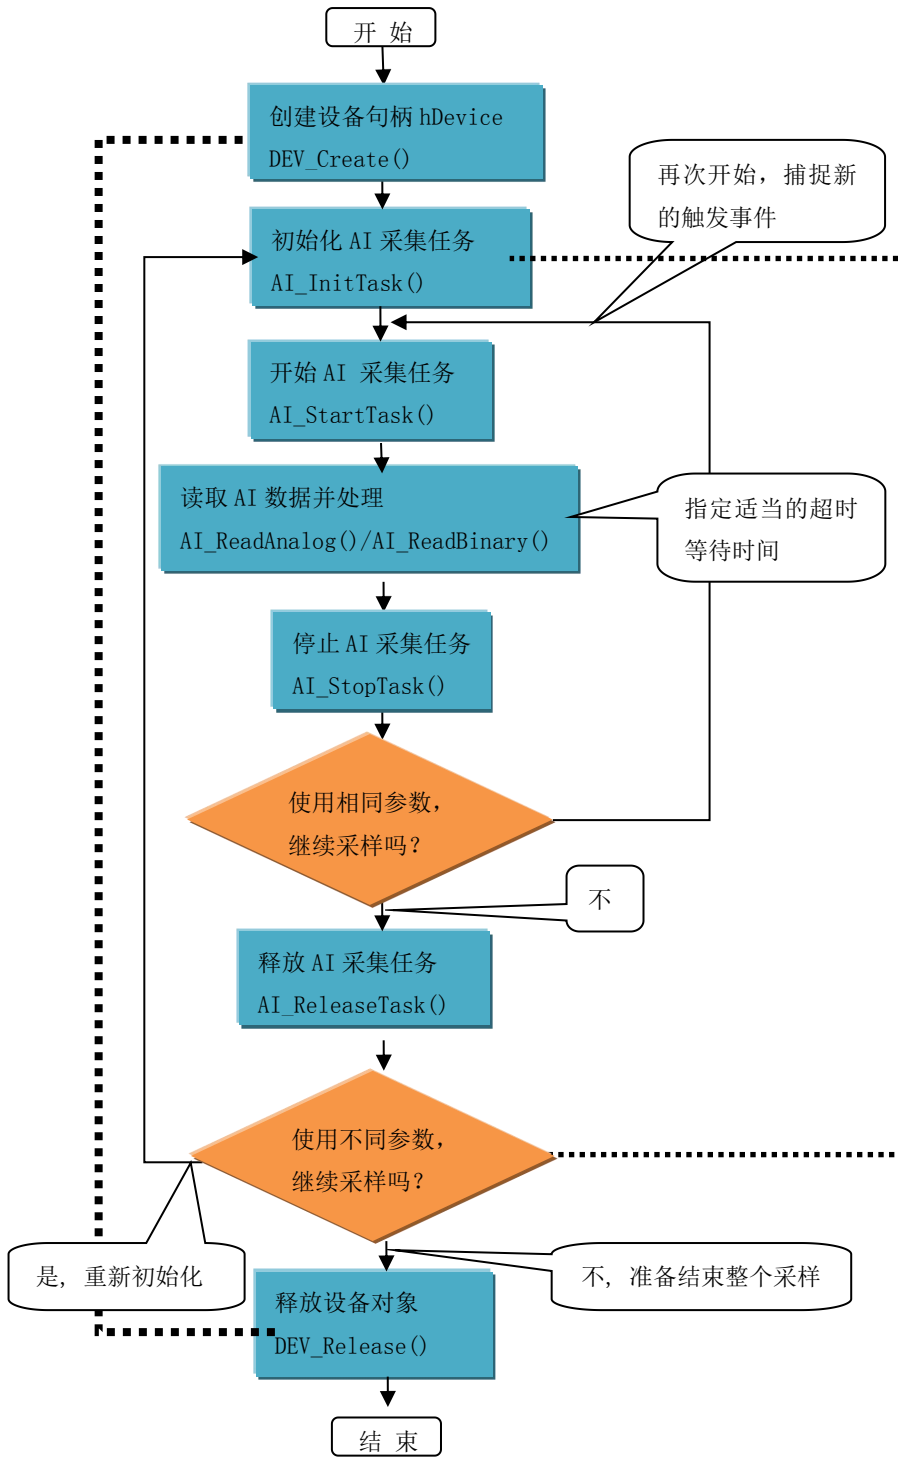 开 始
创建设备句柄 hDevice
DEV_Create()
再次开始，捕捉新
的触发事件
初始化 AI 采集任务
AI_InitTask()
开始 AI 采集任务
AI_StartTask()
读取 AI 数据并处理
AI_ReadAnalog()/AI_ReadBinary()
指定适当的超时
等待时间
停止 AI 采集任务
AI_StopTask()
使用相同参数，
继续采样吗？
不
释放 AI 采集任务
AI_ReleaseTask()
使用不同参数，
继续采样吗？
是，重新初始化
不，准备结束整个采样
释放设备对象
DEV_Release()
结 束